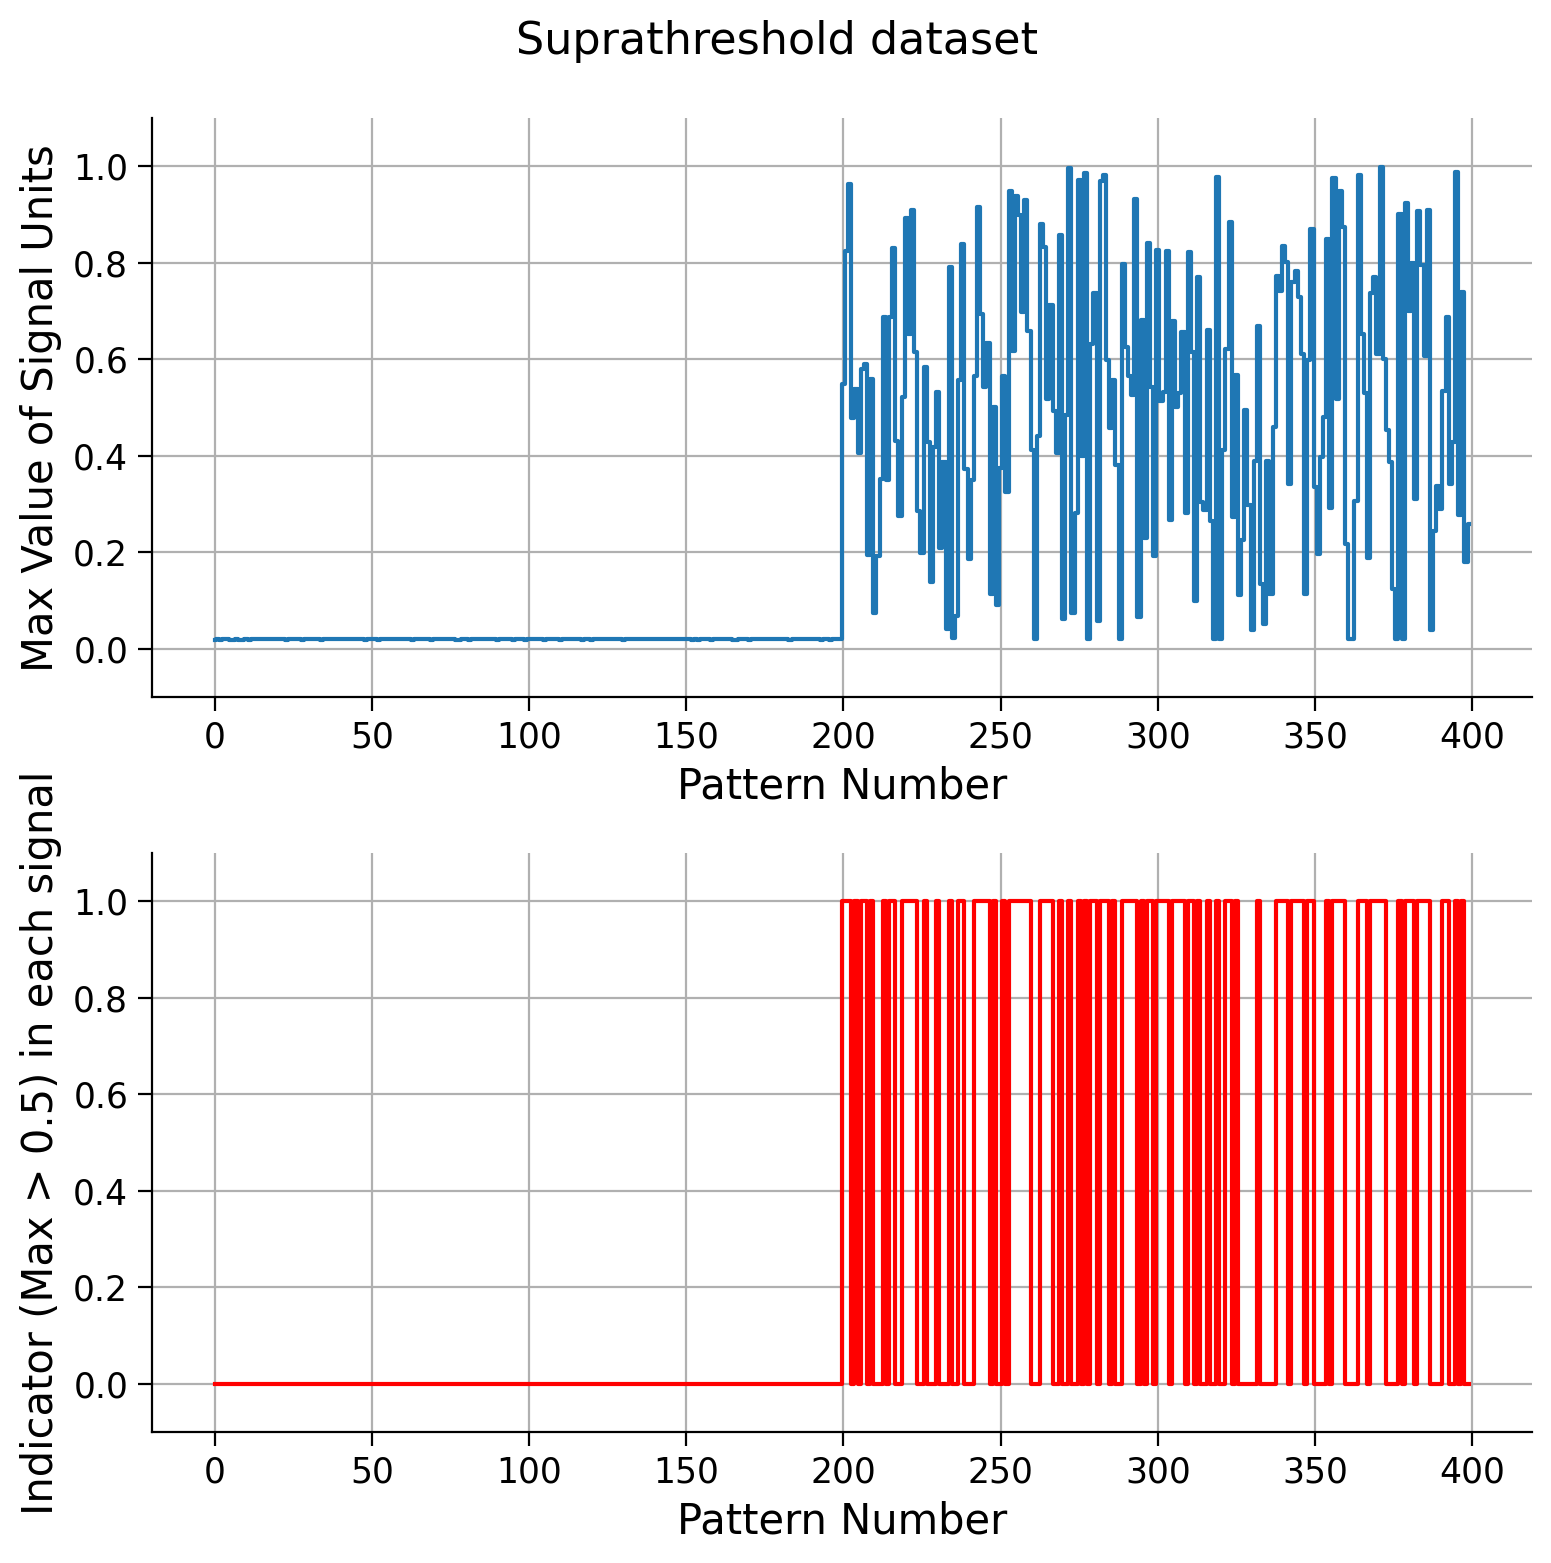 Suprathreshold dataset
Max Value of Signal Units
1.0
0.8
0.6
0.4
0.2
0.0
0 50 100 150 200 250 300 350 400
Pattern Number
Indicator (Max > 0.5) in each signal
1.0
0.8
0.6
0.4
0.2
0.0
0 50 100 150 200 250 300 350 400
Pattern Number